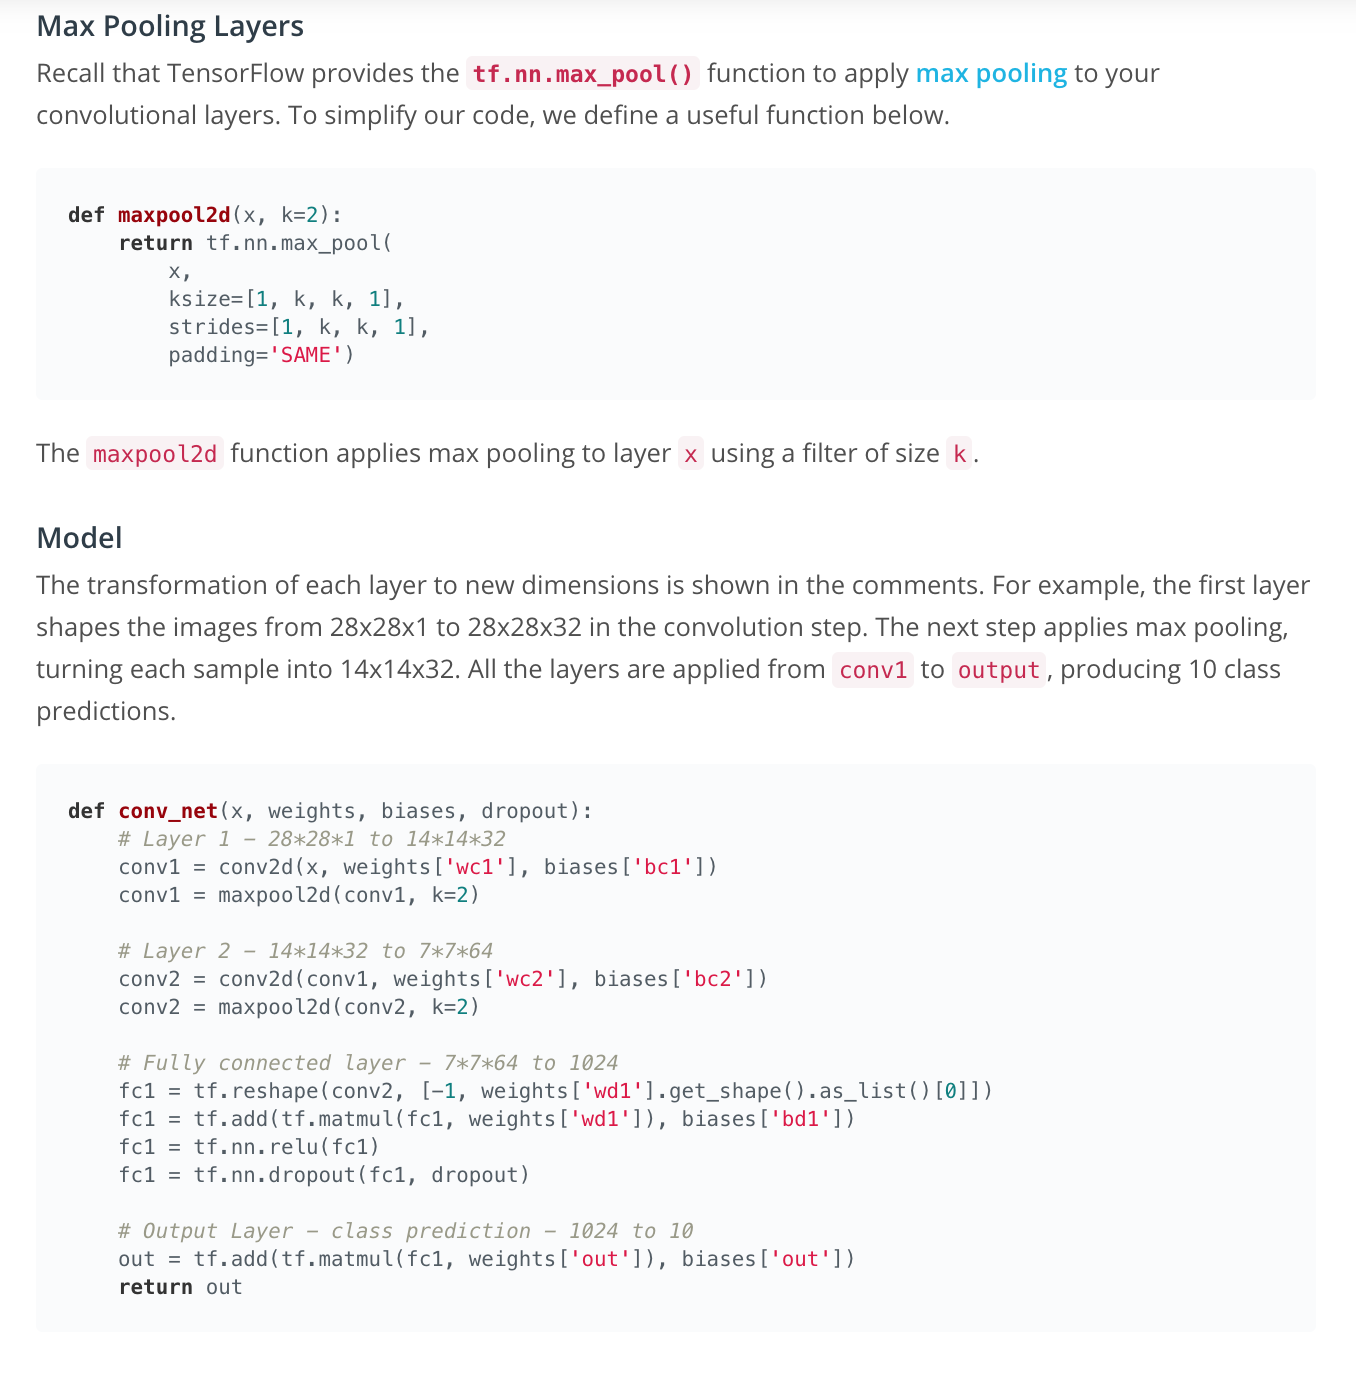 Max Pooling Layers
Recall that TensorFlow provides the tf.nn.max_pool() function to apply max pooling to your
convolutional layers. To simplify our code, we define a useful function below.
def maxpool2d(x, k=2):
    return tf.nn.max_pool(
        x,
        ksize=[1, k, k, 1],
        strides=[1, k, k, 1],
        padding='SAME')
The maxpool2d function applies max pooling to layer x using a filter of size k.
Model
The transformation of each layer to new dimensions is shown in the comments. For example, the first layer
shapes the images from 28x28x1 to 28x28x32 in the convolution step. The next step applies max pooling,
turning each sample into 14x14x32. All the layers are applied from conv1 to output, producing 10 class
predictions.
def conv_net(x, weights, biases, dropout):
    # Layer 1 - 28*28*1 to 14*14*32
    conv1 = conv2d(x, weights['wc1'], biases['bc1'])
    conv1 = maxpool2d(conv1, k=2)
    # Layer 2 - 14*14*32 to 7*7*64
    conv2 = conv2d(conv1, weights['wc2'], biases['bc2'])
    conv2 = maxpool2d(conv2, k=2)
    # Fully connected layer - 7*7*64 to 1024
    fc1 = tf.reshape(conv2, [-1, weights['wd1'].get_shape().as_list()[0]])
    fc1 = tf.add(tf.matmul(fc1, weights['wd1']), biases['bd1'])
    fc1 = tf.nn.relu(fc1)
    fc1 = tf.nn.dropout(fc1, dropout)
    # Output Layer - class prediction - 1024 to 10
    out = tf.add(tf.matmul(fc1, weights['out']), biases['out'])
    return out